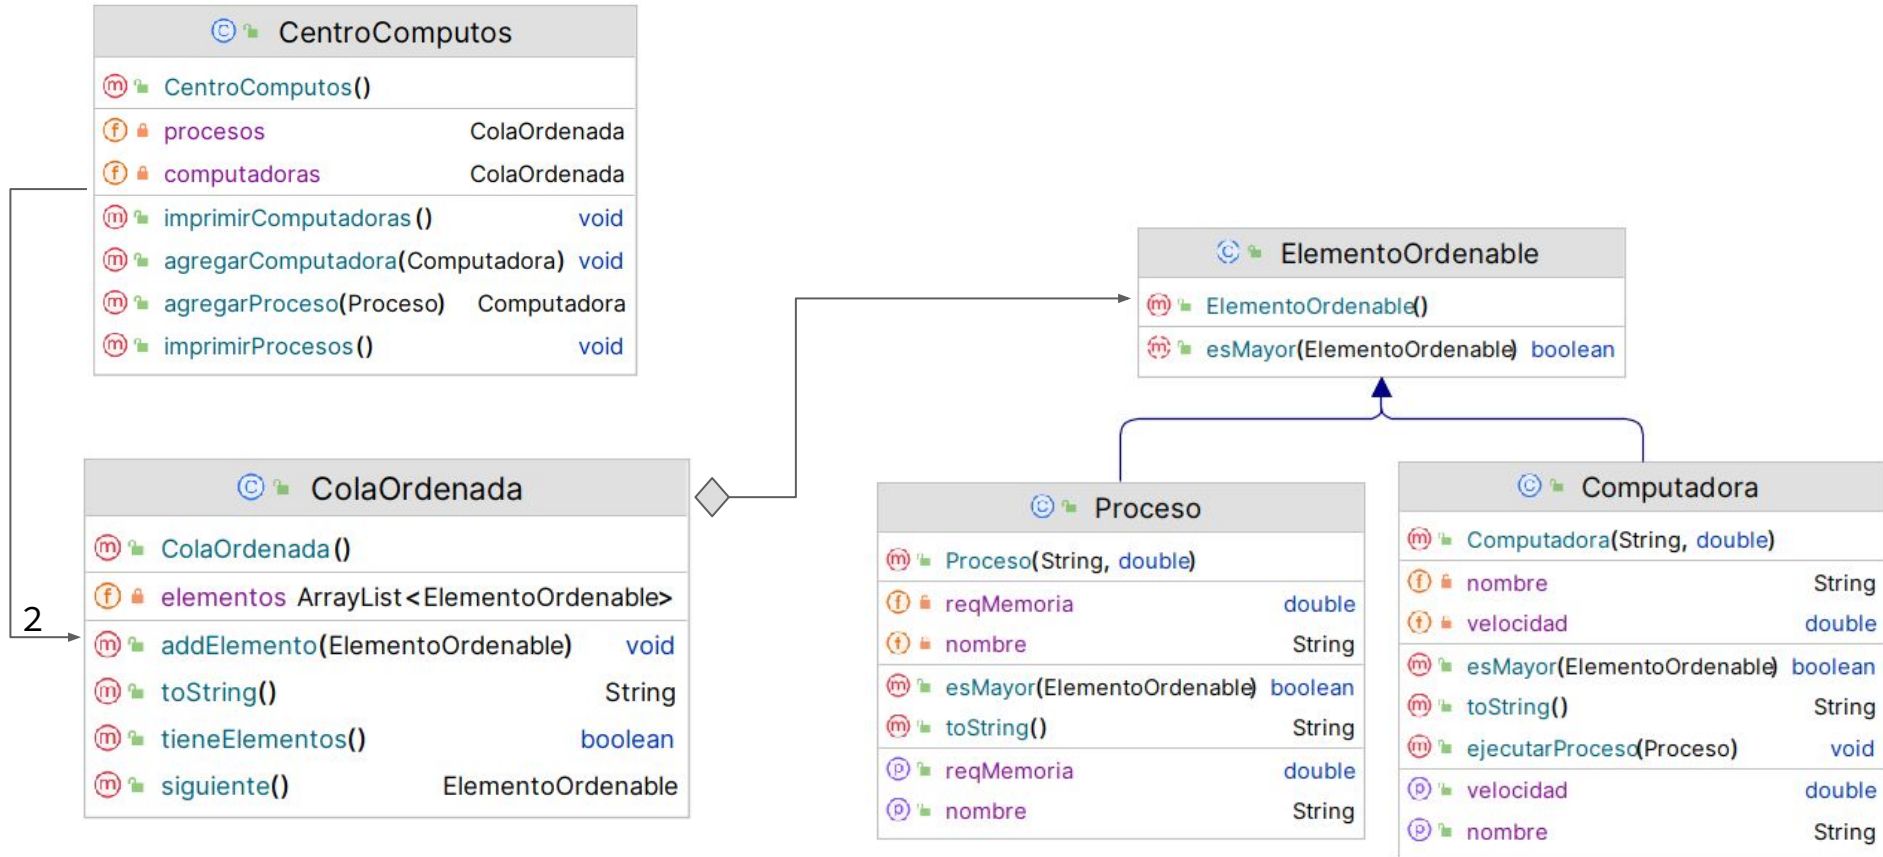 CentroComputos
CentroComputos()
procesos ColaOrdenada
computadoras ColaOrdenada
imprimirComputadoras() void
agregarComputadora(Computadora) void
agregarProceso(Proceso) Computadora
imprimirProcesos() void
2
ColaOrdenada
ColaOrdenada()
elementos ArrayList<ElementoOrdenable>
addElemento(ElementoOrdenable) void
toString() String
tieneElementos() boolean
siguiente() ElementoOrdenable
ElementoOrdenable
ElementoOrdenable()
esMayor(ElementoOrdenable) boolean
Proceso
Proceso(String, double)
reqMemoria double
nombre String
esMayor(ElementoOrdenable) boolean
toString() String
reqMemoria double
nombre String
Computadora
Computadora(String, double)
nombre String
velocidad double
esMayor(ElementoOrdenable) boolean
toString() String
ejecutarProceso(Proceso) void
velocidad double
nombre String